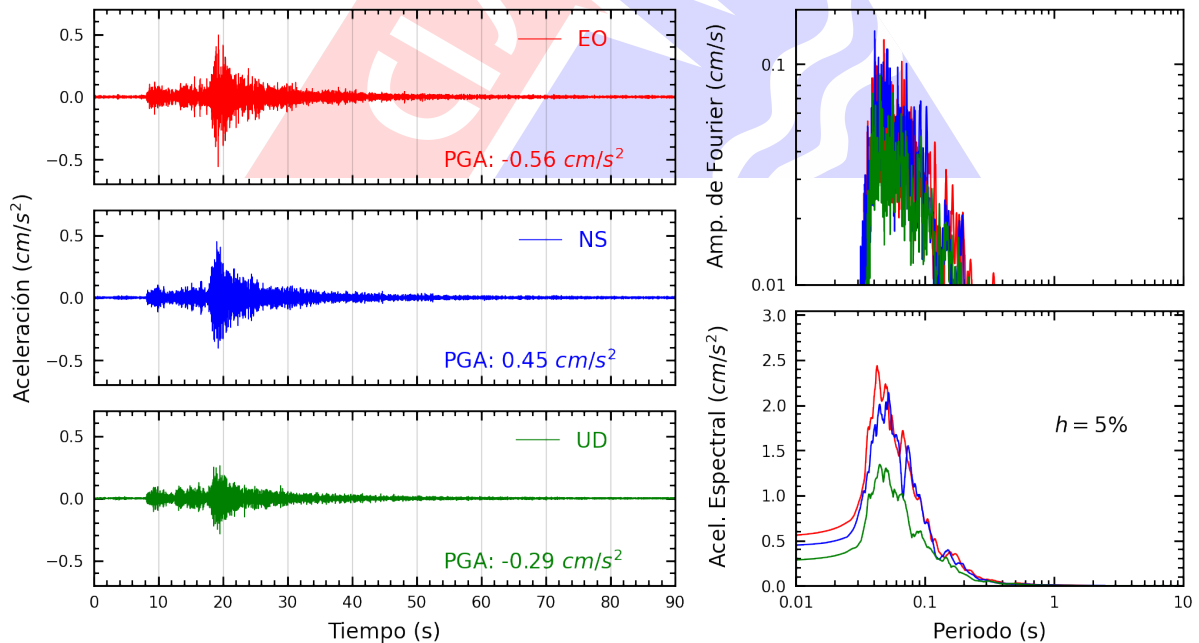 Aceleración (cm/s²)
0.5
0.0
−0.5
EO
PGA: -0.56 cm/s²
0.5
0.0
−0.5
NS
PGA: 0.45 cm/s²
0.5
0.0
−0.5
UD
PGA: -0.29 cm/s²
0 10 20 30 40 50 60 70 80 90
Tiempo (s)
Amp. de Fourier (cm/s)
0.1
0.01
Acel. Espectral (cm/s²)
3.0
2.5
2.0
1.5
1.0
0.5
0.0
h = 5%
0.01 0.1 1 10
Periodo (s)